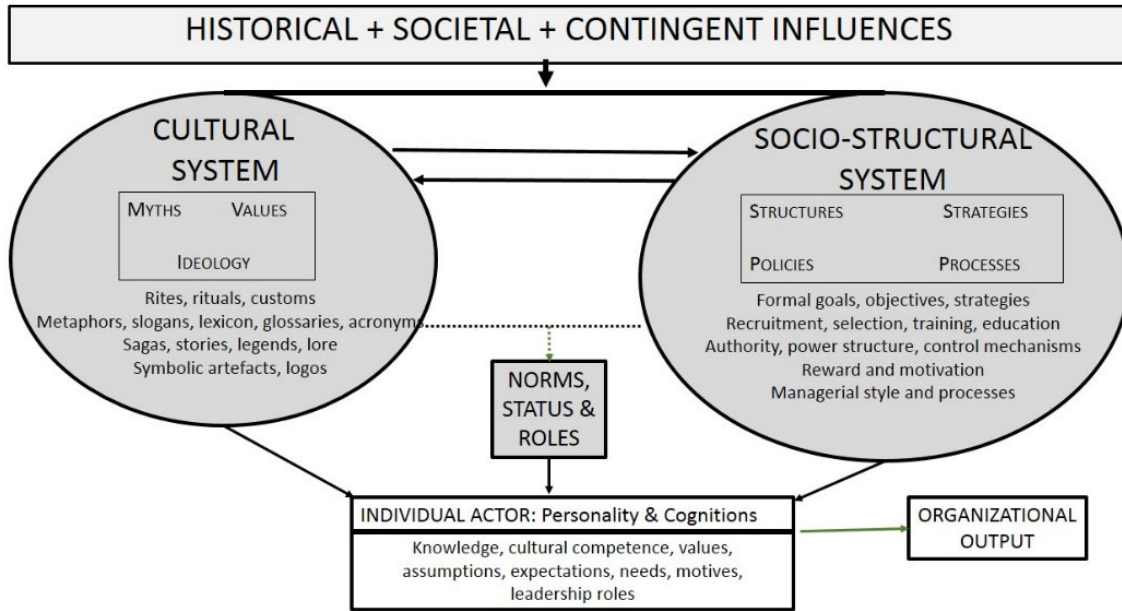 HISTORICAL + SOCIETAL + CONTINGENT INFLUENCES
CULTURAL
SYSTEM
MYTHS VALUES
IDEOLOGY
Rites, rituals, customs
Metaphors, slogans, lexicon, glossaries, acronyms
Sagas, stories, legends, lore
Symbolic artefacts, logos
SOCIO-STRUCTURAL
SYSTEM
STRUCTURES STRATEGIES
POLICIES PROCESSES
Formal goals, objectives, strategies
Recruitment, selection, training, education
Authority, power structure, control mechanisms
Reward and motivation
Managerial style and processes
NORMS,
STATUS &
ROLES
INDIVIDUAL ACTOR: Personality & Cognitions
Knowledge, cultural competence, values,
assumptions, expectations, needs, motives,
leadership roles
ORGANIZATIONAL
OUTPUT